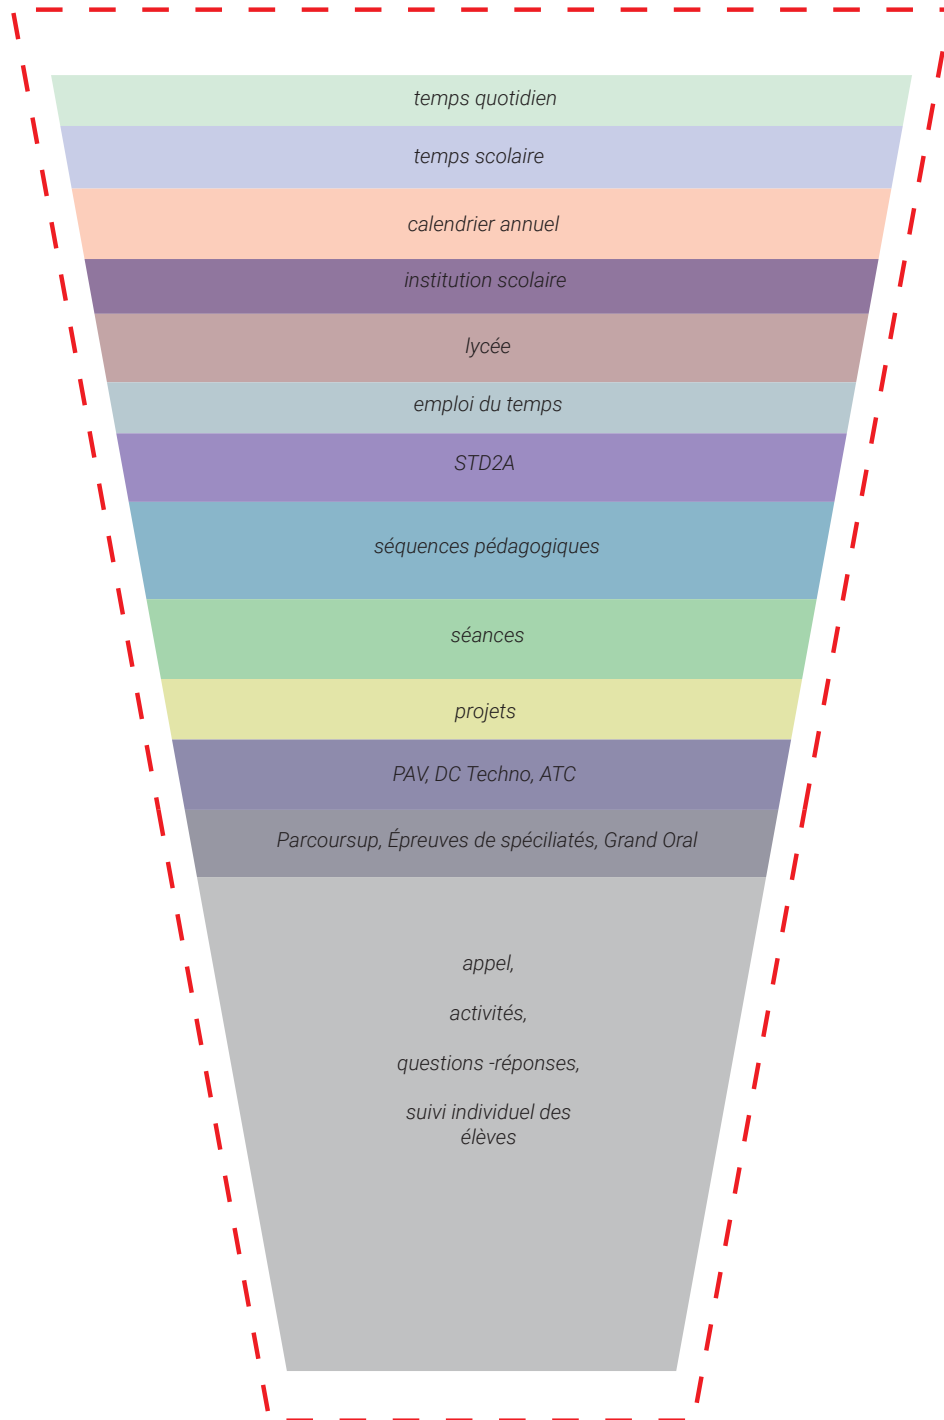 temps quotidien
temps scolaire
calendrier annuel
institution scolaire
lycée
emploi du temps
STD2A
séquences pédagogiques
séances
projets
PAV, DC Techno, ATC
Parcoursup, Épreuves de spéciliatés, Grand Oral
appel,
activités,
questions -réponses,
suivi individuel des
élèves